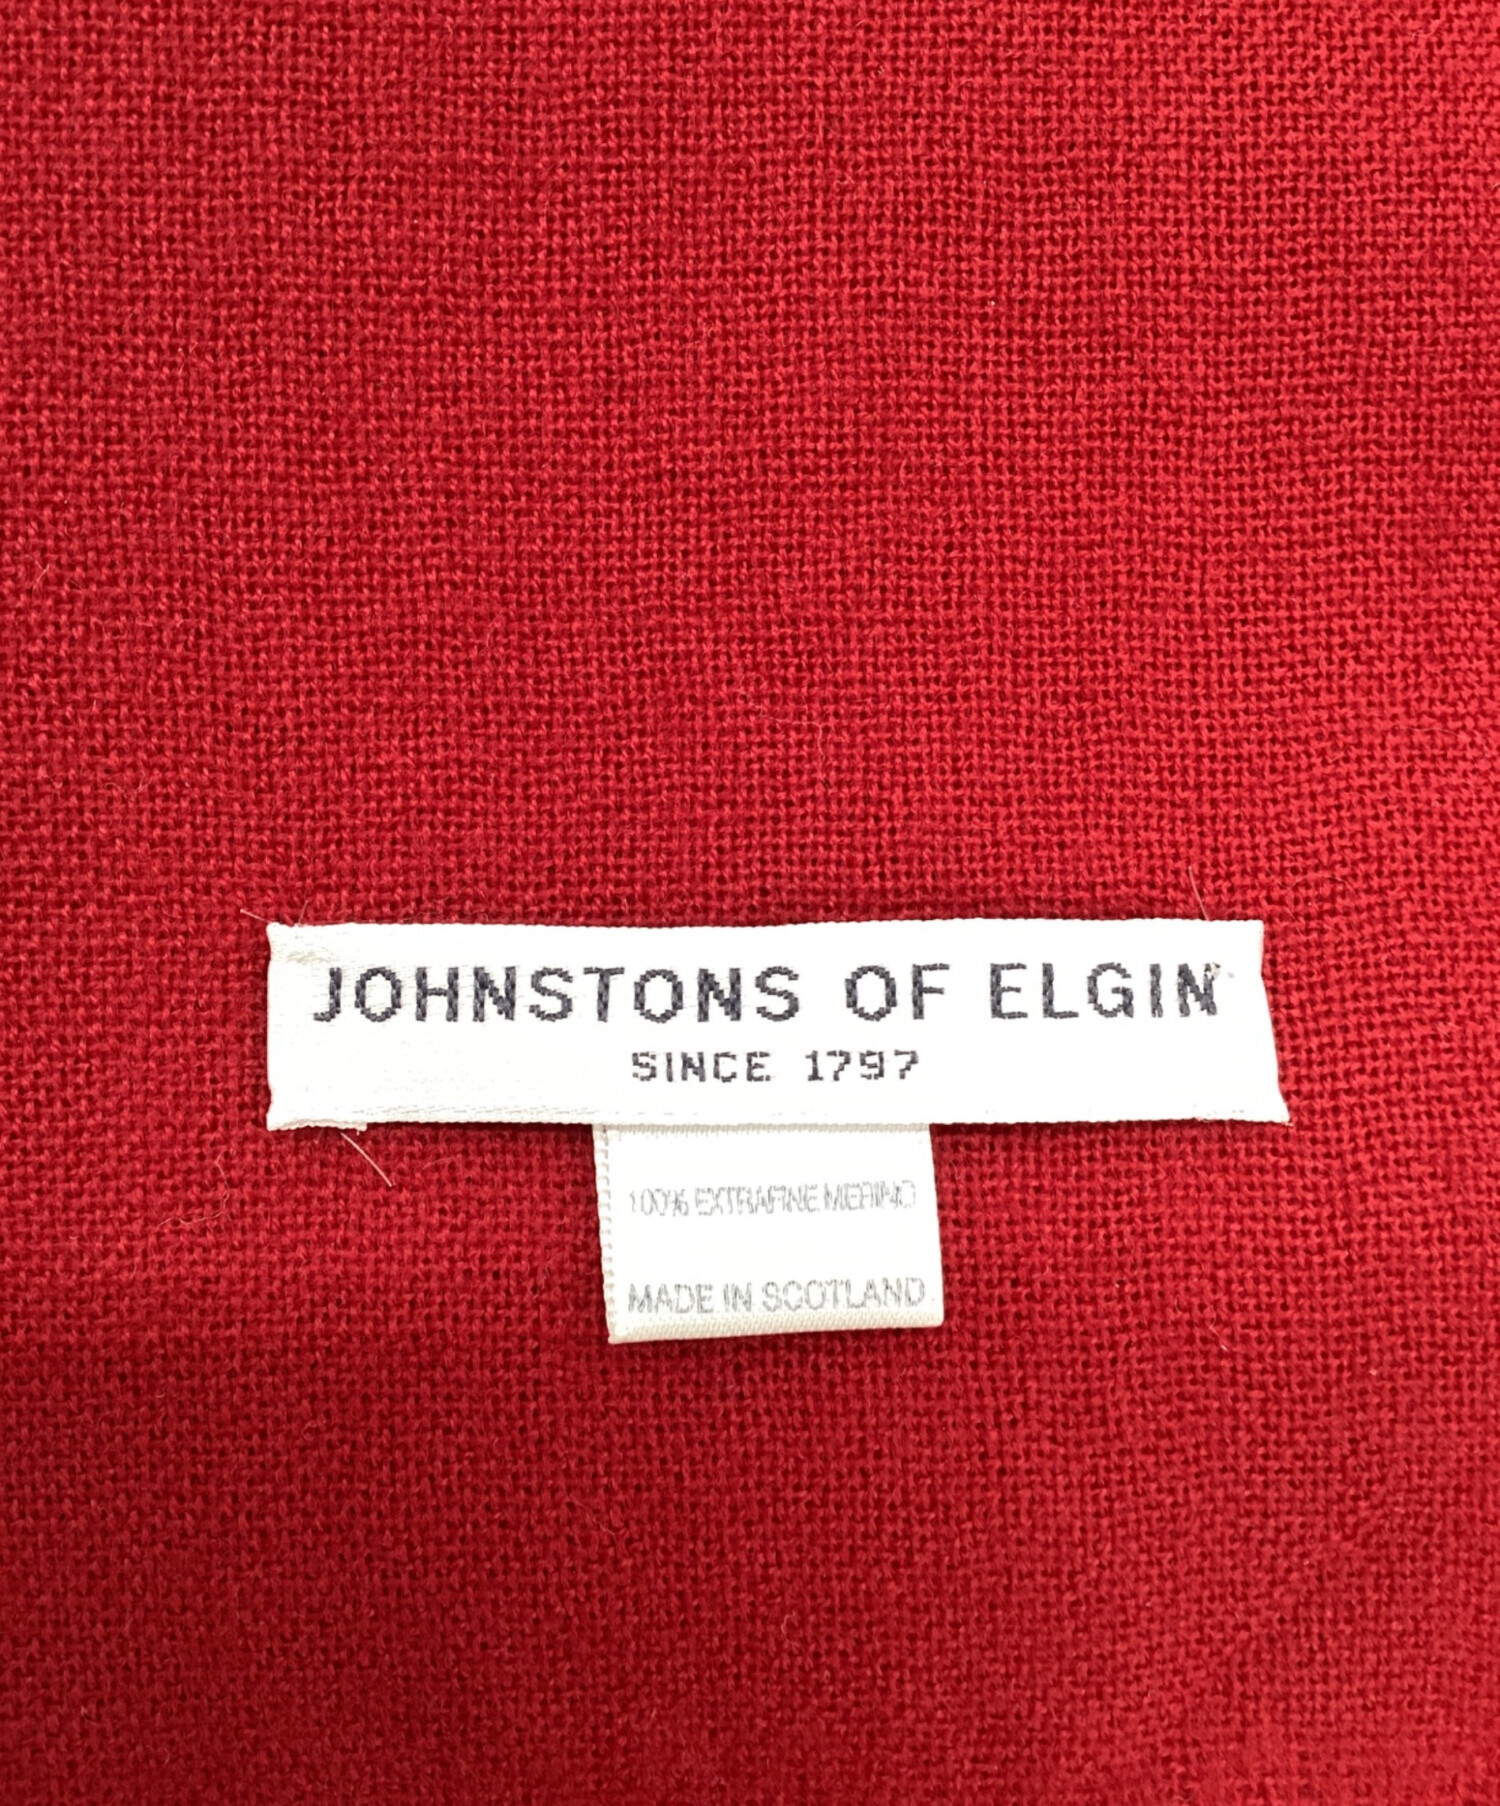 JOHNSTONS OF ELGIN
SINCE 1797
100% EXTRAFINE MERINO
MADE IN SCOTLAND